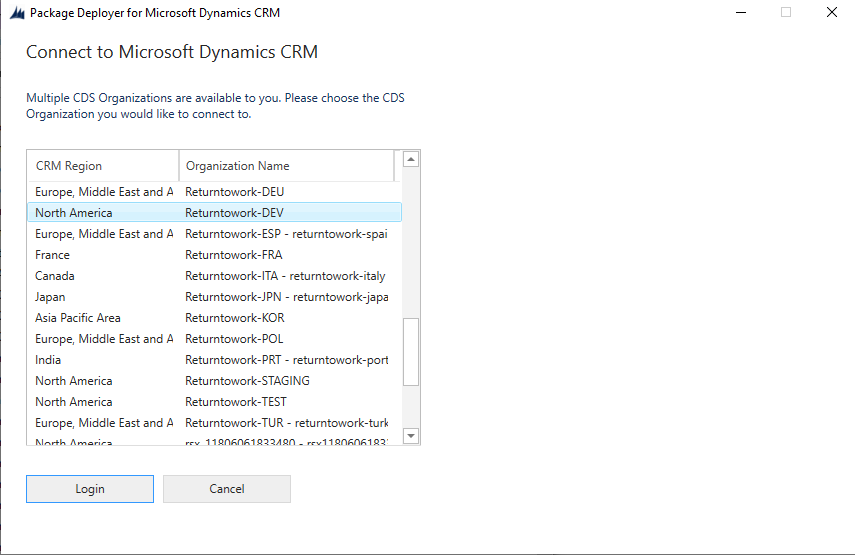 Package Deployer for Microsoft Dynamics CRM
Connect to Microsoft Dynamics CRM
Multiple CDS Organizations are available to you. Please choose the CDS
Organization you would like to connect to.
CRM Region Organization Name
Europe, Middle East and A Returntowork-DEU
North America Returntowork-DEV
Europe, Middle East and A Returntowork-ESP - returntowork-spai
France Returntowork-FRA
Canada Returntowork-ITA - returntowork-italy
Japan Returntowork-JPN - returntowork-japa
Asia Pacific Area Returntowork-KOR
Europe, Middle East and A Returntowork-POL
India Returntowork-PRT - returntowork-port
North America Returntowork-STAGING
North America Returntowork-TEST
Europe, Middle East and A Returntowork-TUR - returntowork-turk
North America
Login Cancel